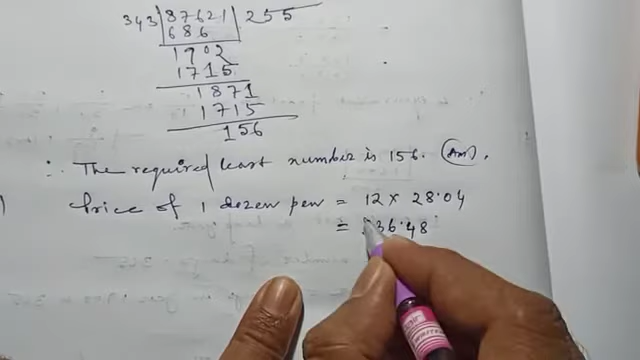 343 | 87621 | 255
686
1902
1715
1871
1715
156
∴ The required least number is 156. (Ans).
) Price of 1 dozen pen = 12 × 28.04
= 336.48